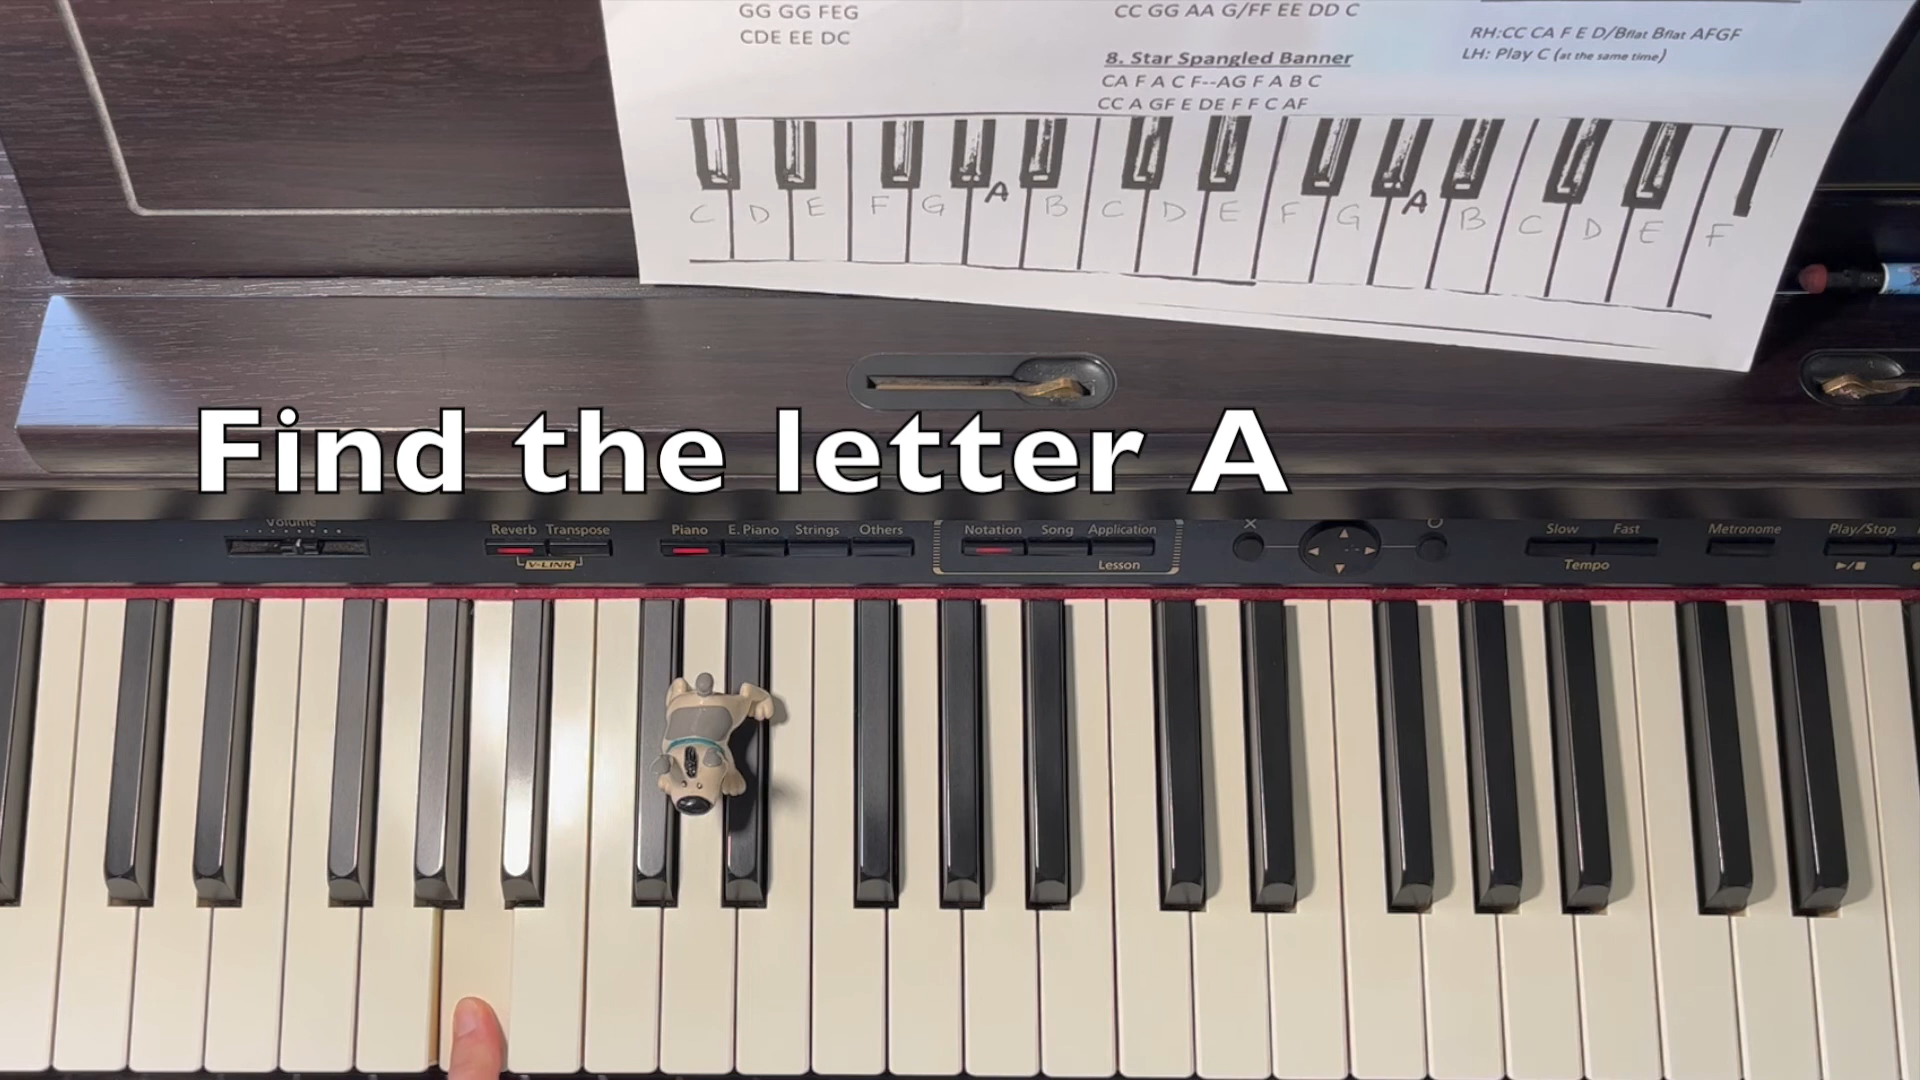 GG GG FEG
CDE EE DC
CC GG AA G/FF EE DD C
8. Star Spangled Banner
CA F A C F--AG F A B C
CC A GF E DE F F C AF
RH:CC CA F E D/Bflat Bflat AFGF
LH: Play C (at the same time)
C D E F G A B C D E F G A B C D E F
Find the letter A
Volume
Reverb Transpose
V-LINK
Piano E.Piano Strings Others
Notation Song Application
Lesson
Slow Fast
Tempo
Metronome
Play/Stop